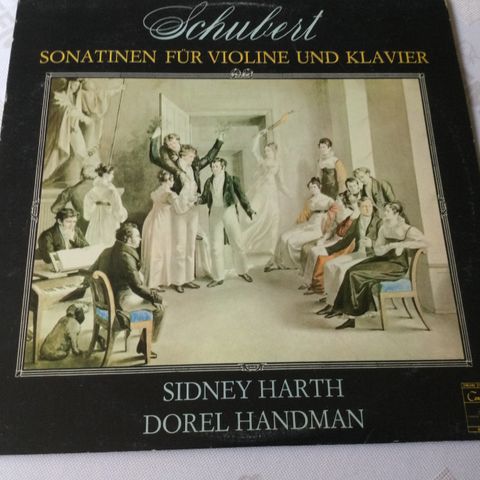 Schubert
SONATINEN FÜR VIOLINE UND KLAVIER
SIDNEY HARTH
DOREL HANDMAN